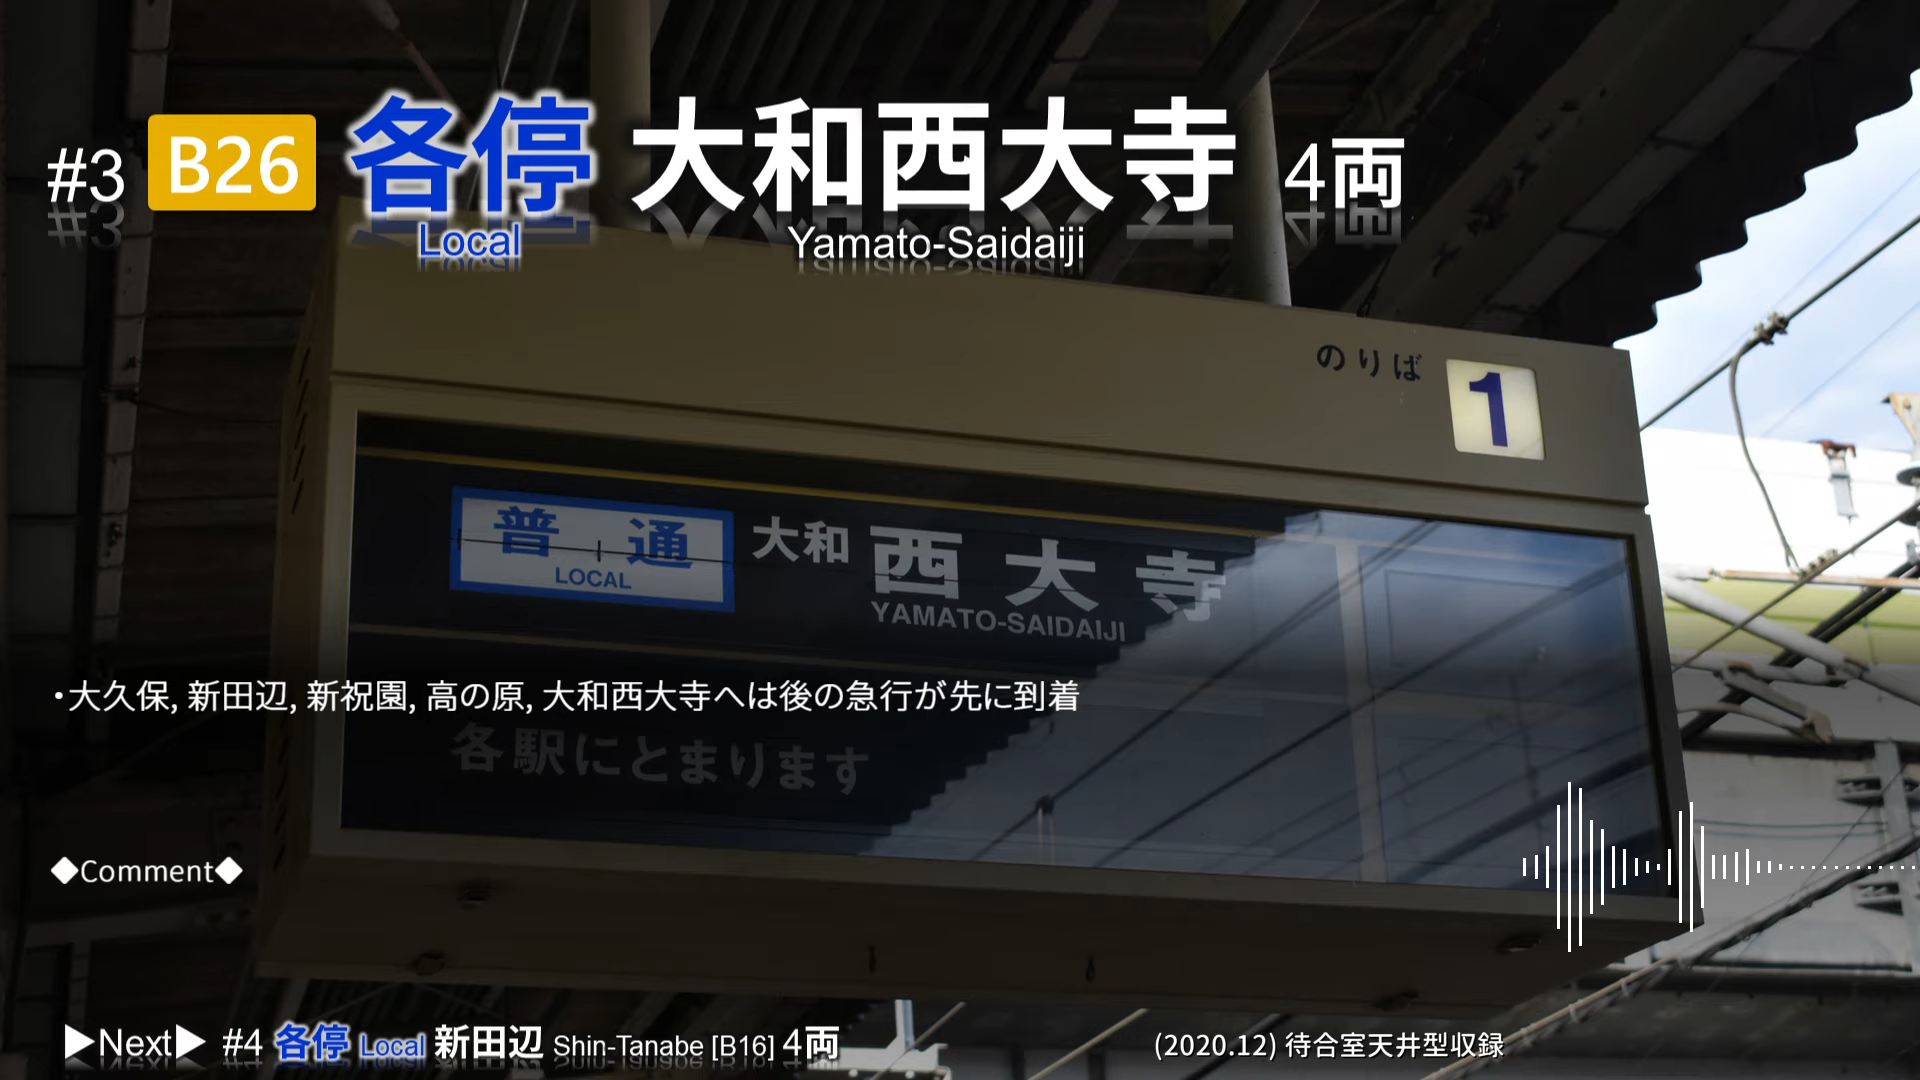 #3 B26 各停 大和西大寺 4両
Local Yamato-Saidaiji
のりば 1
普通 大和西大寺
LOCAL YAMATO-SAIDAIJI
・大久保, 新田辺, 新祝園, 高の原, 大和西大寺へは後の急行が先に到着
各駅にとまります
◆Comment◆
▶Next▶ #4 各停 Local 新田辺 Shin-Tanabe [B16] 4両
(2020.12) 待合室天井型収録